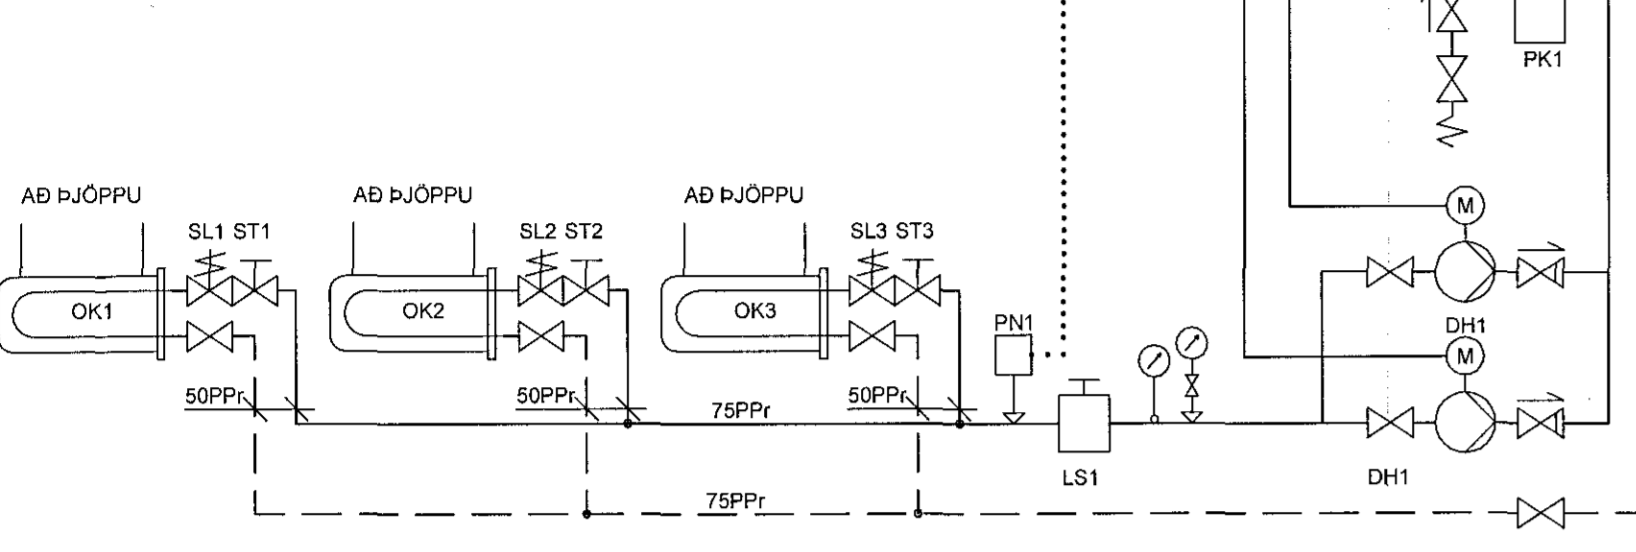 PK1
AÐ ÞJÖPPU
AÐ ÞJÖPPU
AÐ ÞJÖPPU
M
SL1 ST1
SL2 ST2
SL3 ST3
OK1
OK2
OK3
PN1
DH1
M
50PPr
50PPr
50PPr
75PPr
LS1
DH1
75PPr